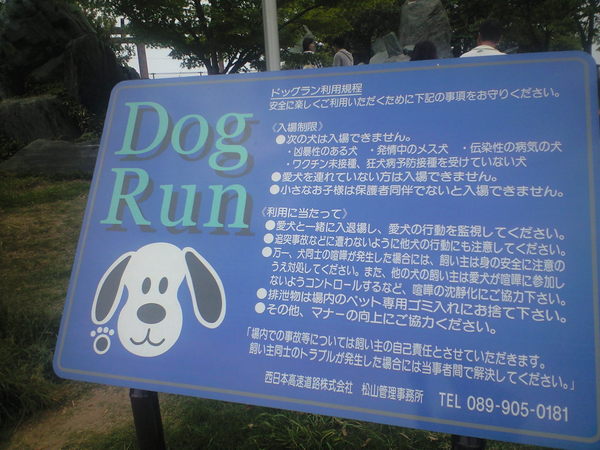 Dog
Run
ドッグラン利用規程
安全に楽しくご利用いただくために下記の事項をお守りください。
《入場制限》
●次の犬は入場できません。
・凶暴性のある犬 ・発情中のメス犬 ・伝染性の病気の犬
・ワクチン未接種、狂犬病予防接種を受けていない犬
●愛犬を連れていない方は入場できません。
●小さなお子様は保護者同伴でないと入場できません。
《利用に当たって》
●愛犬と一緒に入退場し、愛犬の行動を監視してください。
●追突事故などに遭わないように他犬の行動にも注意してください。
●万一、犬同士の喧嘩が発生した場合には、飼い主は身の安全に注意の
うえ対処してください。また、他の犬の飼い主は愛犬が喧嘩に参加し
ないようコントロールするなど、喧嘩の沈静化にご協力下さい。
●排泄物は場内のペット専用ゴミ入れにお捨て下さい。
●その他、マナーの向上にご協力ください。
「場内での事故等については飼い主の自己責任とさせていただきます。
飼い主同士のトラブルが発生した場合には当事者間で解決してください。」
西日本高速道路株式会社 松山管理事務所 TEL 089-905-0181